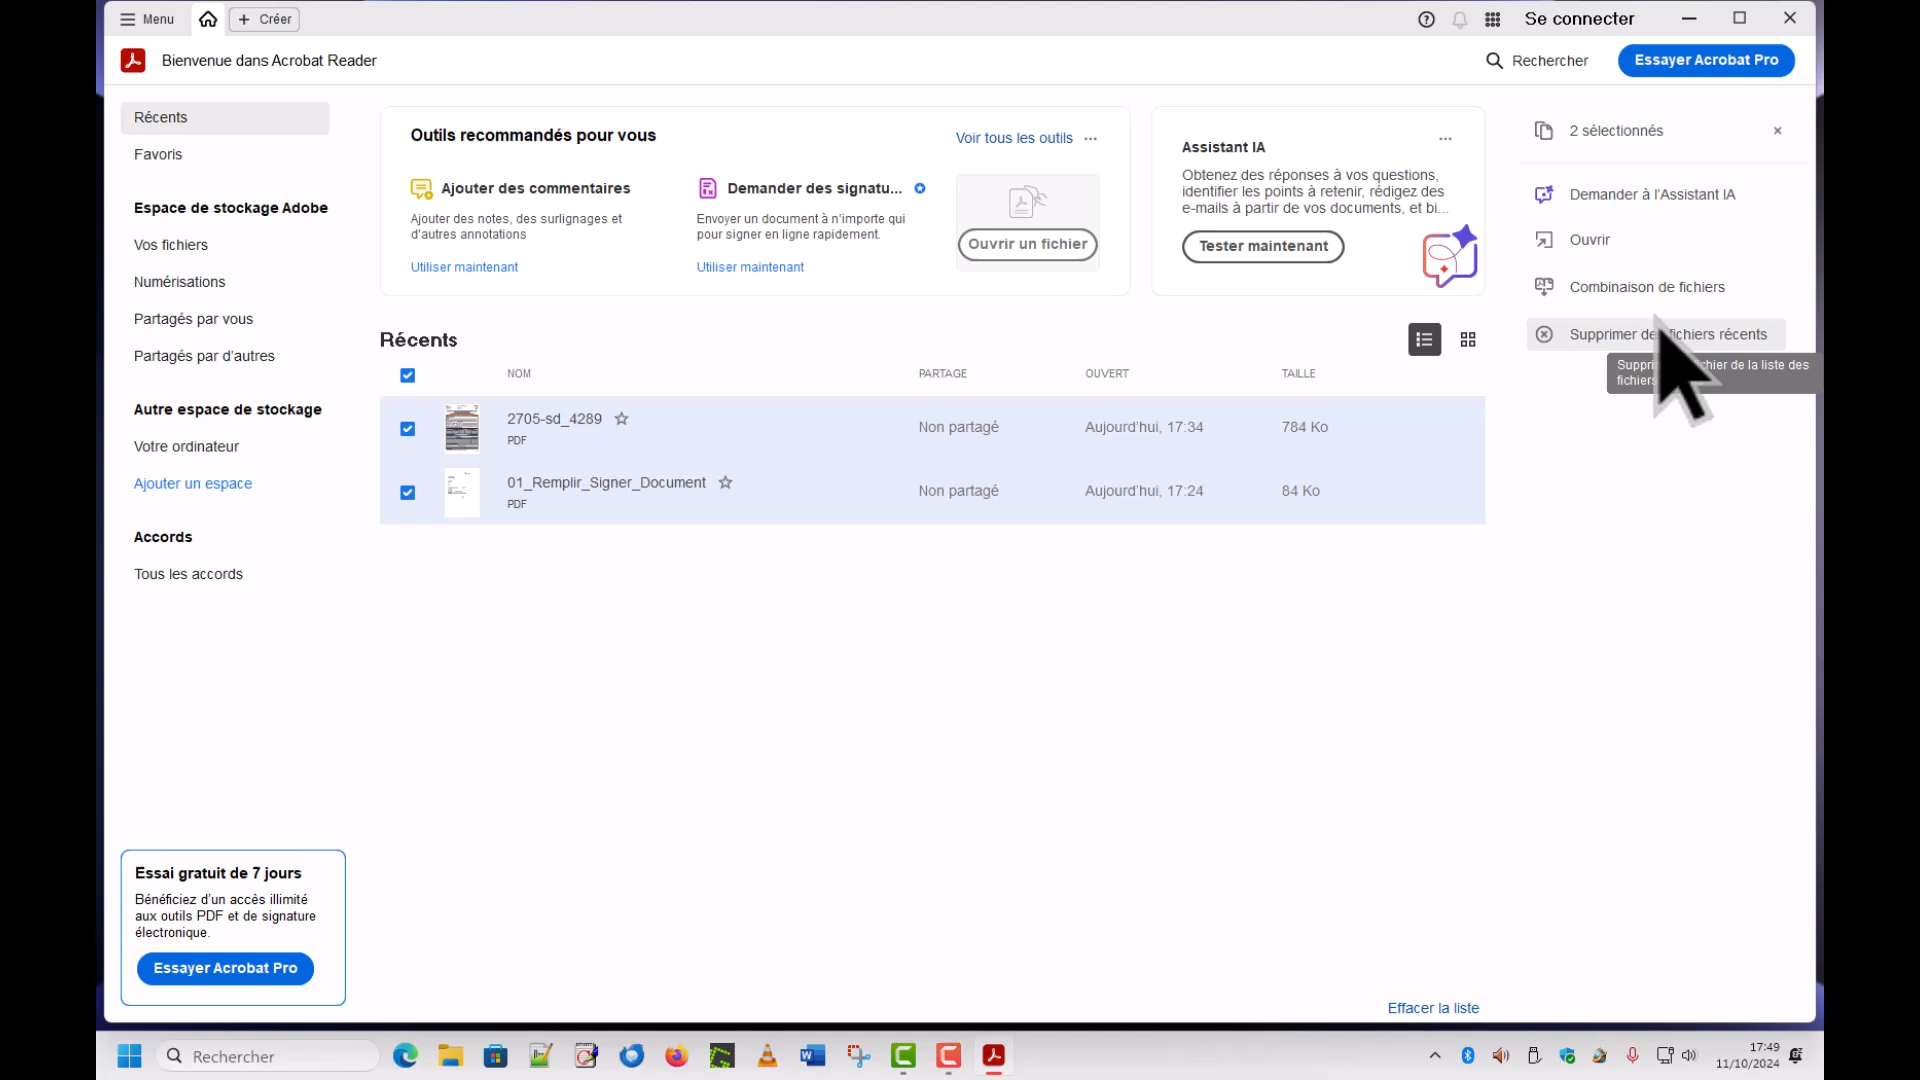 Menu
Créer
Se connecter
Bienvenue dans Acrobat Reader
Rechercher
Essayer Acrobat Pro
Récents
Favoris
Espace de stockage Adobe
Vos fichiers
Numérisations
Partagés par vous
Partagés par d'autres
Autre espace de stockage
Votre ordinateur
Ajouter un espace
Accords
Tous les accords
Outils recommandés pour vous
Voir tous les outils
Ajouter des commentaires
Ajouter des notes, des surlignages et
d'autres annotations
Utiliser maintenant
Demander des signatu...
Envoyer un document à n'importe qui
pour signer en ligne rapidement.
Utiliser maintenant
Ouvrir un fichier
Assistant IA
Obtenez des réponses à vos questions,
identifier les points à retenir, rédigez des
e-mails à partir de vos documents, et bi...
Tester maintenant
2 sélectionnés
Demander à l'Assistant IA
Ouvrir
Combinaison de fichiers
Supprimer des fichiers récents
de la liste des
Récents
NOM PARTAGE OUVERT TAILLE
2705-sd_4289
PDF
Non partagé Aujourd'hui, 17:34 784 Ko
01_Remplir_Signer_Document
PDF
Non partagé Aujourd'hui, 17:24 84 Ko
Essai gratuit de 7 jours
Bénéficiez d'un accès illimité
aux outils PDF et de signature
électronique.
Essayer Acrobat Pro
Effacer la liste
Rechercher
17:49
11/10/2024